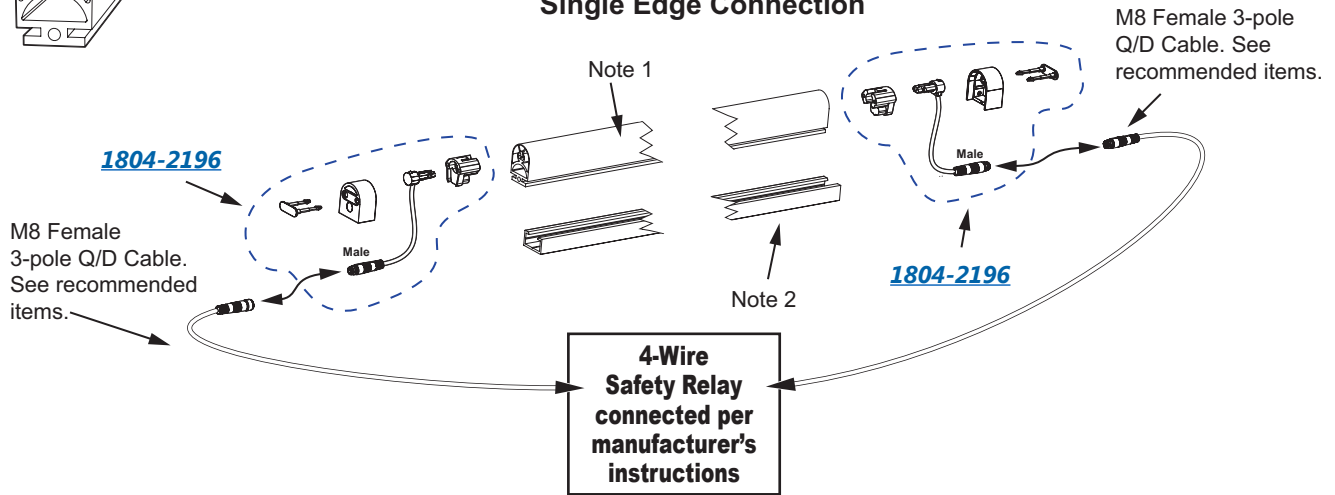 Single Edge Connection
M8 Female 3-pole
Q/D Cable. See
recommended items.
Note 1
1804-2196
Male
Male
M8 Female
3-pole Q/D Cable.
See recommended
items.
1804-2196
Note 2
4-Wire
Safety Relay
connected per
manufacturer's
instructions